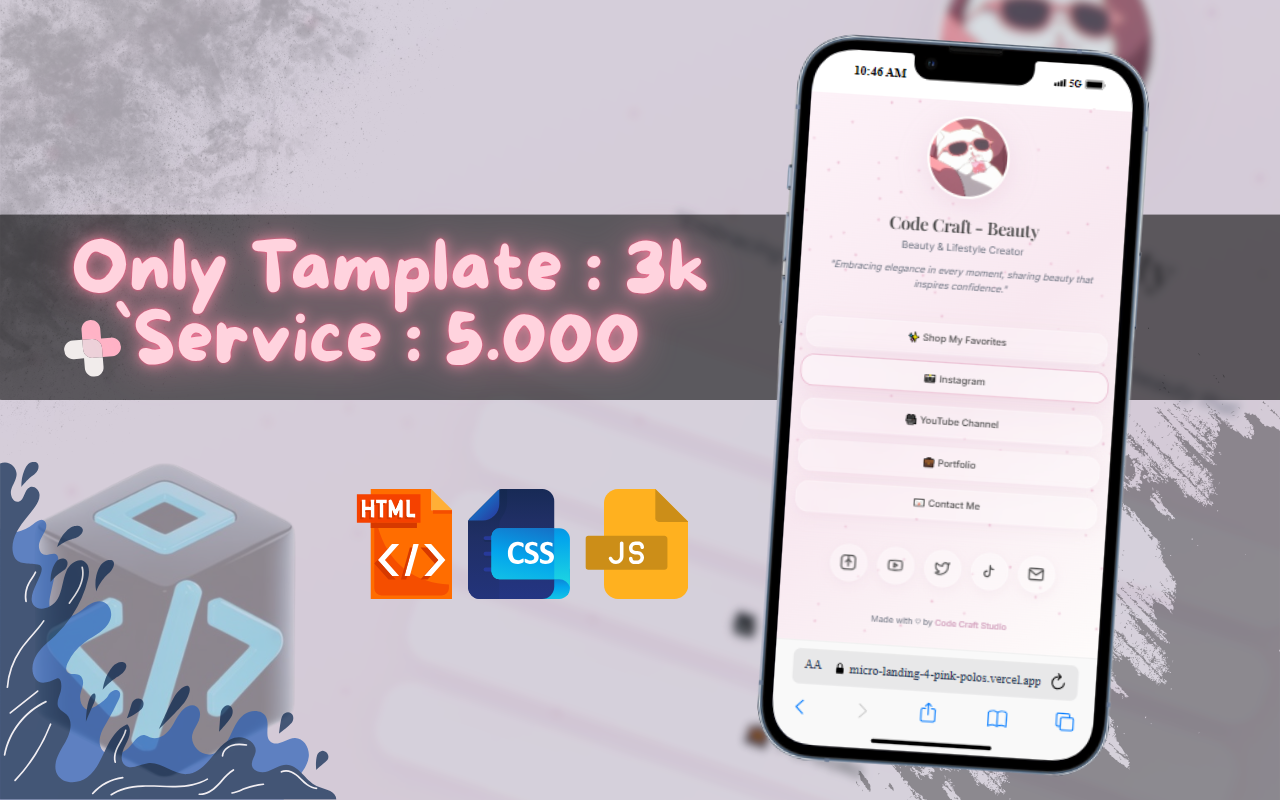 Only Tamplate : 3k
`Service : 5.000
HTML
</>
CSS
JS
10:46 AM
5G
Code Craft - Beauty
Beauty & Lifestyle Creator
"Embracing elegance in every moment, sharing beauty that
inspires confidence."
Shop My Favorites
Instagram
YouTube Channel
Portfolio
Contact Me
Made with ♡ by Code Craft Studio
AA
micro-landing-4-pink-polos.vercel.app